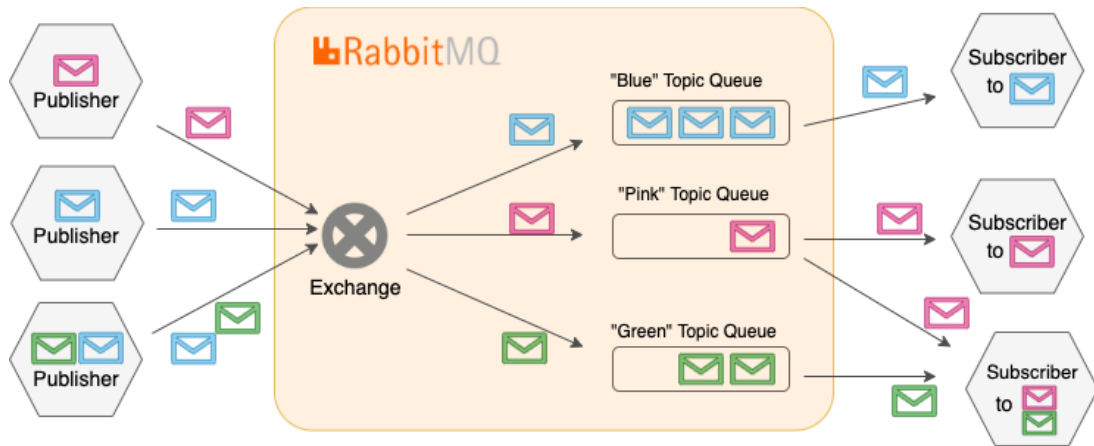 Publisher
Publisher
Publisher
RabbitMQ
Exchange
"Blue" Topic Queue
"Pink" Topic Queue
"Green" Topic Queue
Subscriber
to
Subscriber
to
Subscriber
to